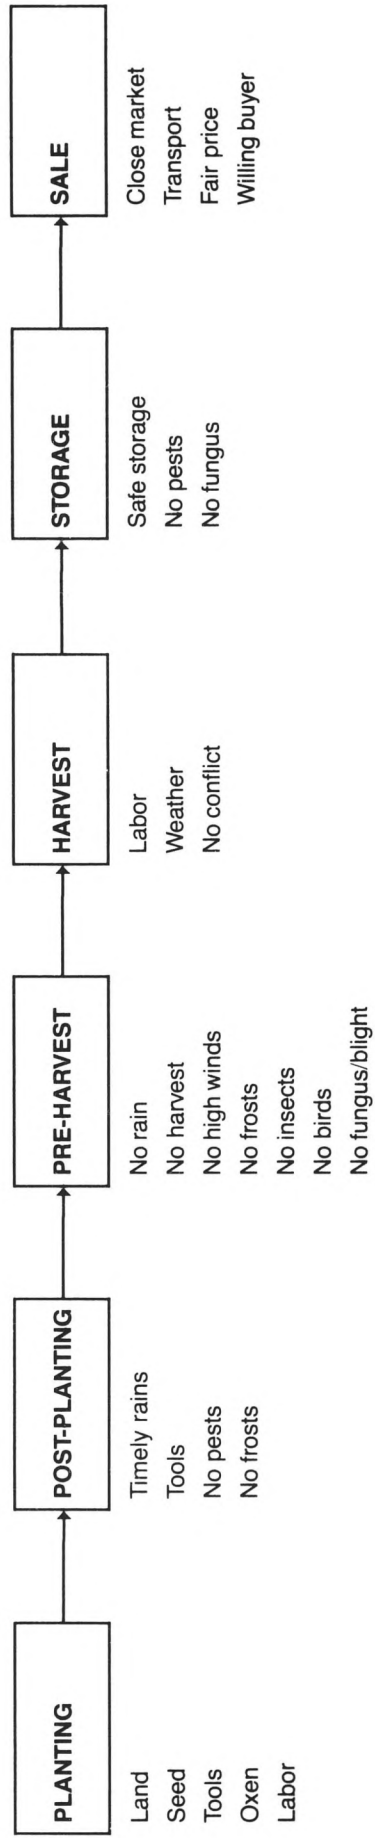 PLANTING
Land
Seed
Tools
Oxen
Labor
POST-PLANTING
Timely rains
Tools
No pests
No frosts
PRE-HARVEST
No rain
No harvest
No high winds
No frosts
No insects
No birds
No fungus/blight
HARVEST
Labor
Weather
No conflict
STORAGE
Safe storage
No pests
No fungus
SALE
Close market
Transport
Fair price
Willing buyer